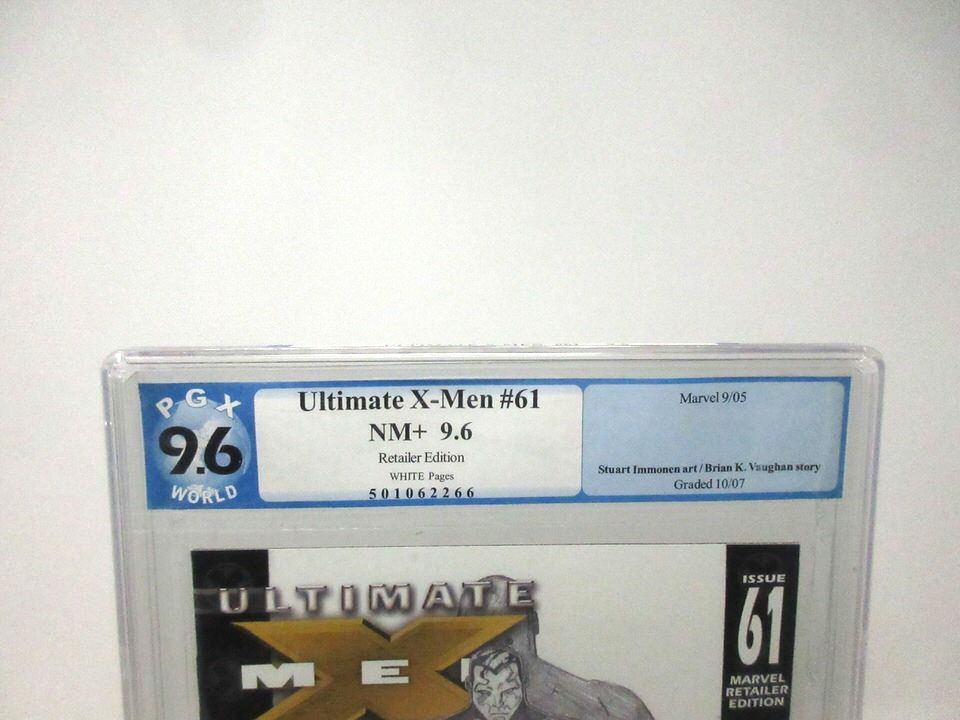 PGX
9.6
WORLD
Ultimate X-Men #61
NM+ 9.6
Retailer Edition
WHITE Pages
501062266
Marvel 9/05
Stuart Immonen art / Brian K. Vaughan story
Graded 10/07
ULTIMATE
X
MEN
ISSUE
61
MARVEL
RETAILER
EDITION